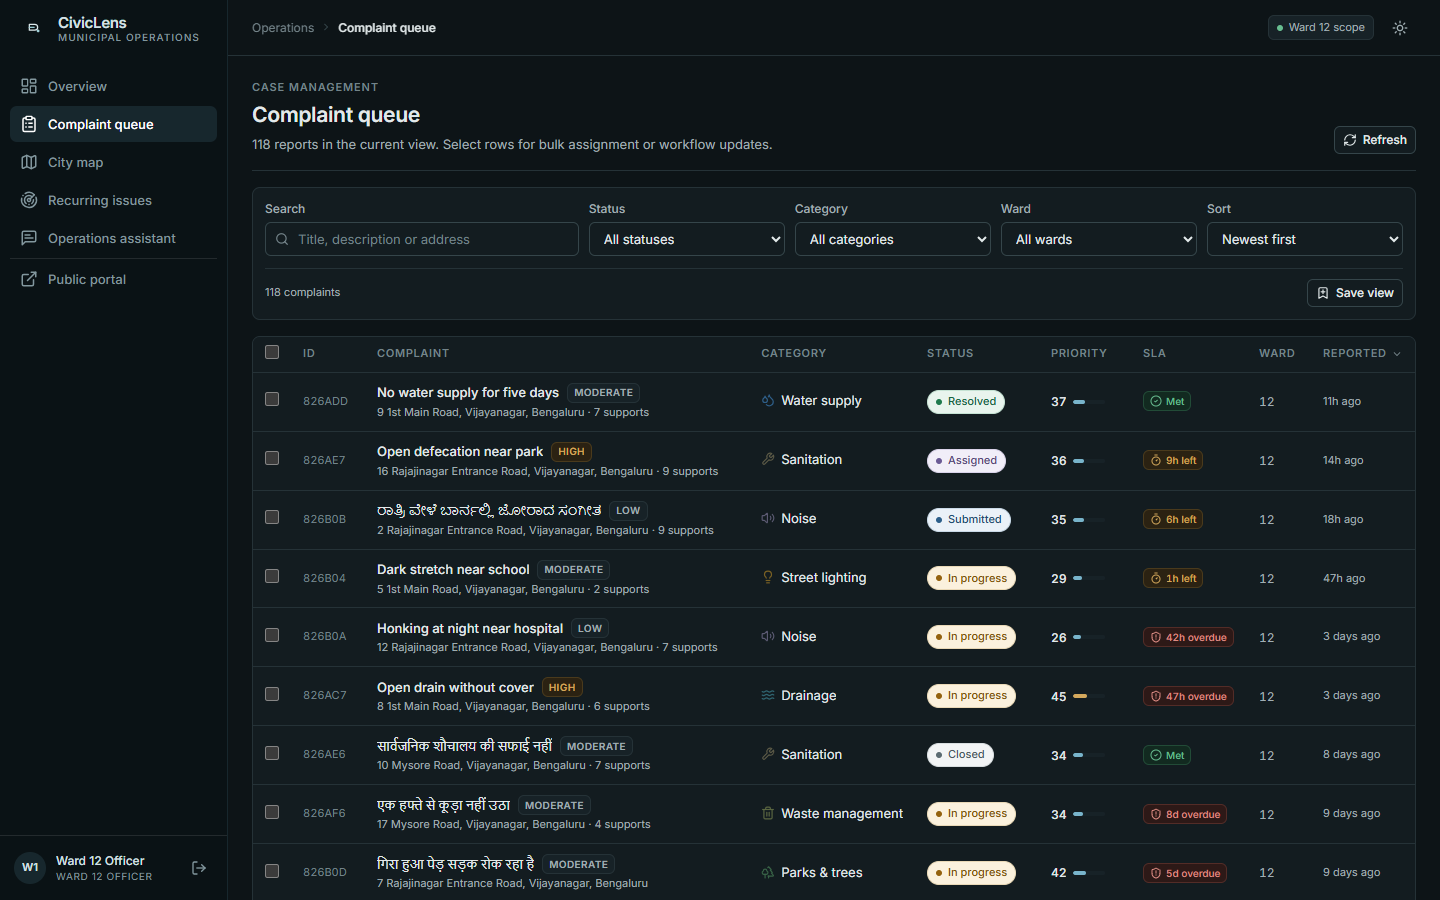 CivicLens
MUNICIPAL OPERATIONS
Overview
Complaint queue
City map
Recurring issues
Operations assistant
Public portal
W1
Ward 12 Officer
WARD 12 OFFICER
Operations > Complaint queue
Ward 12 scope
CASE MANAGEMENT
Complaint queue
118 reports in the current view. Select rows for bulk assignment or workflow updates.
Refresh
Search Status Category Ward Sort
Title, description or address All statuses All categories All wards Newest first
118 complaints
Save view
ID COMPLAINT CATEGORY STATUS PRIORITY SLA WARD REPORTED
826ADD No water supply for five days MODERATE Water supply Resolved 37 Met 12 11h ago
9 1st Main Road, Vijayanagar, Bengaluru · 7 supports
826AE7 Open defecation near park HIGH Sanitation Assigned 36 9h left 12 14h ago
16 Rajajinagar Entrance Road, Vijayanagar, Bengaluru · 9 supports
826B0B ರಾತ್ರಿ ವೇಳೆ ಬಾರ್ನಲ್ಲಿ ಜೋರಾದ ಸಂಗೀತ LOW Noise Submitted 35 6h left 12 18h ago
2 Rajajinagar Entrance Road, Vijayanagar, Bengaluru · 9 supports
826B04 Dark stretch near school MODERATE Street lighting In progress 29 1h left 12 47h ago
5 1st Main Road, Vijayanagar, Bengaluru · 2 supports
826B0A Honking at night near hospital LOW Noise In progress 26 42h overdue 12 3 days ago
12 Rajajinagar Entrance Road, Vijayanagar, Bengaluru · 7 supports
826AC7 Open drain without cover HIGH Drainage In progress 45 47h overdue 12 3 days ago
8 1st Main Road, Vijayanagar, Bengaluru · 6 supports
826AE6 सार्वजनिक शौचालय की सफाई नहीं MODERATE Sanitation Closed 34 Met 12 8 days ago
10 Mysore Road, Vijayanagar, Bengaluru · 7 supports
826AF6 एक हफ्ते से कूड़ा नहीं उठा MODERATE Waste management In progress 34 8d overdue 12 9 days ago
17 Mysore Road, Vijayanagar, Bengaluru · 4 supports
826B0D गिरा हुआ पेड़ सड़क रोक रहा है MODERATE Parks & trees In progress 42 5d overdue 12 9 days ago
7 Rajajinagar Entrance Road, Vijayanagar, Bengaluru